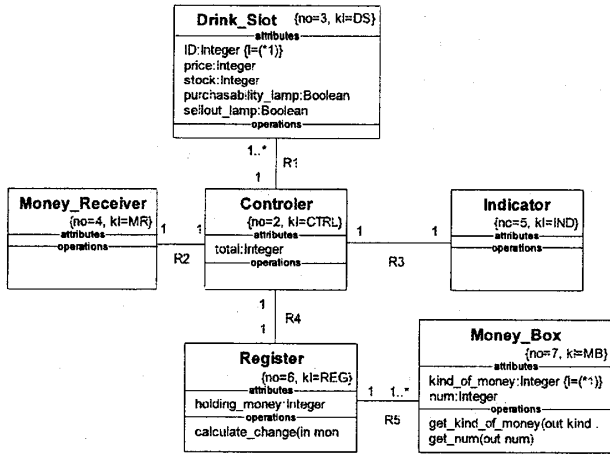 Drink_Slot {no=3, kl=DS}
attributes
ID:Integer {I=(*1)}
price:Integer
stock:Integer
purchasability_lamp:Boolean
sellout_lamp:Boolean
operations
1..*
R1
1
Money_Receiver
{no=4, kl=MR}
attributes
operations
1
1
R2
Controler
{no=2, kl=CTRL}
attributes
total:Integer
operations
1
1
R3
Indicator
{no=5, kl=IND}
attributes
operations
1
R4
1
Register
{no=6, kl=REG}
attributes
holding_money:Integer
operations
calculate_change(in mon
1
1..*
R5
Money_Box
{no=7, kl=MB}
attributes
kind_of_money:Integer {I=(*1)}
num:Integer
operations
get_kind_of_money(out kind .
get_num(out num)